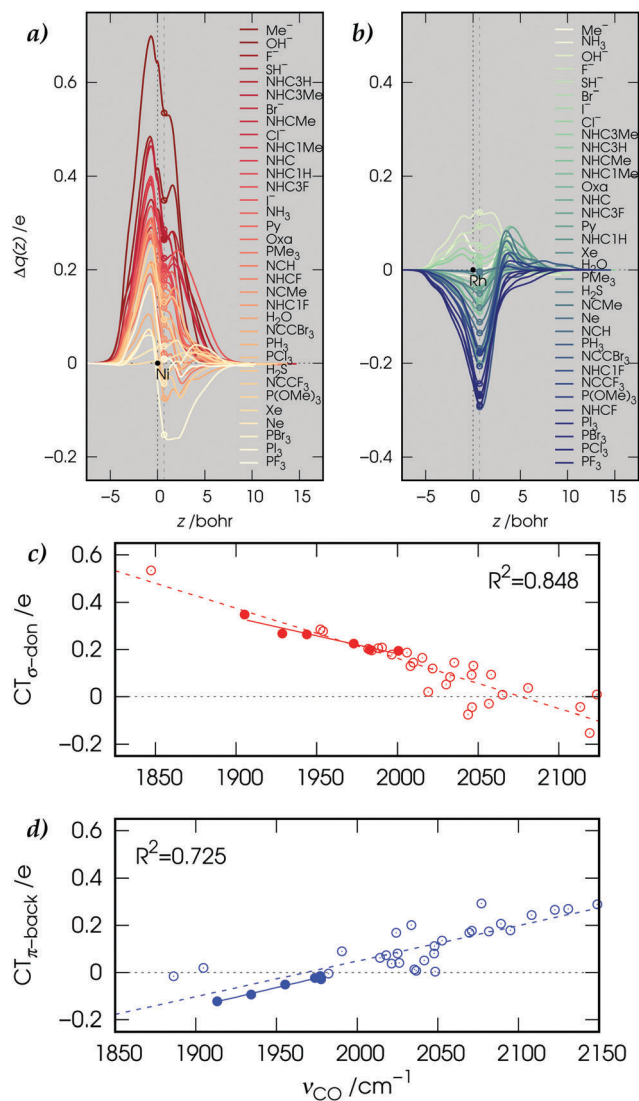 a)
Δq(z) /e
0.6
0.4
0.2
0
−0.2
−5 0 5 10 15
z /bohr
Ni
Me⁻
OH⁻
F⁻
SH⁻
NHC3H
NHC3Me
Br⁻
NHCMe
Cl⁻
NHC1Me
NHC
NHC1H
NHC3F
I⁻
NH₃
Py
Oxa
PMe₃
NCH
NHCF
NCMe
NHC1F
H₂O
NCCBr₃
PH₃
PCl₃
H₂S
NCCF₃
P(OMe)₃
Xe
Ne
PBr₃
PI₃
PF₃
b)
0.4
0.2
0
−0.2
−0.4
−5 0 5 10 15
z /bohr
Rh
Me⁻
NH₃
OH⁻
F⁻
SH⁻
Br⁻
I⁻
Cl⁻
NHC3Me
NHC3H
NHCMe
NHC1Me
Oxa
NHC
NHC3F
Py
NHC1H
Xe
H₂O
PMe₃
H₂S
NCMe
Ne
NCH
PH₃
NCCBr₃
NHC1F
NCCF₃
P(OMe)₃
NHCF
PI₃
PBr₃
PCl₃
PF₃
c)
CTσ−don /e
0.6
0.4
0.2
0
−0.2
R²=0.848
1850 1900 1950 2000 2050 2100
d)
CTπ−back /e
0.6
0.4
0.2
0
−0.2
R²=0.725
1850 1900 1950 2000 2050 2100 2150
νCO /cm⁻¹